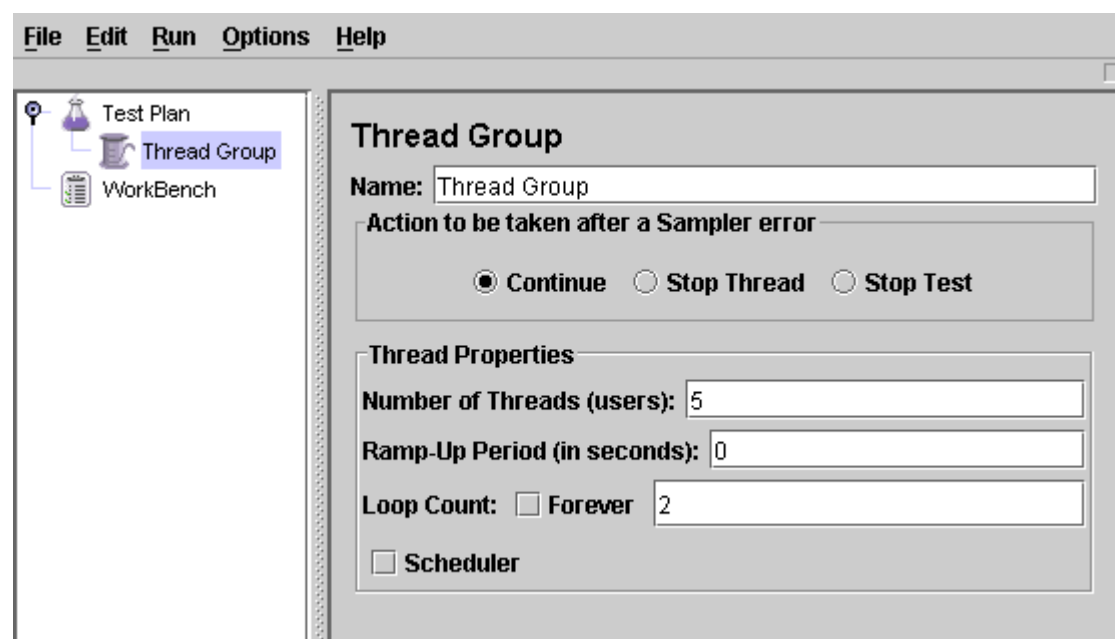 File Edit Run Options Help
Test Plan
Thread Group
WorkBench
Thread Group
Name: Thread Group
Action to be taken after a Sampler error
Continue Stop Thread Stop Test
Thread Properties
Number of Threads (users): 5
Ramp-Up Period (in seconds): 0
Loop Count: Forever 2
Scheduler